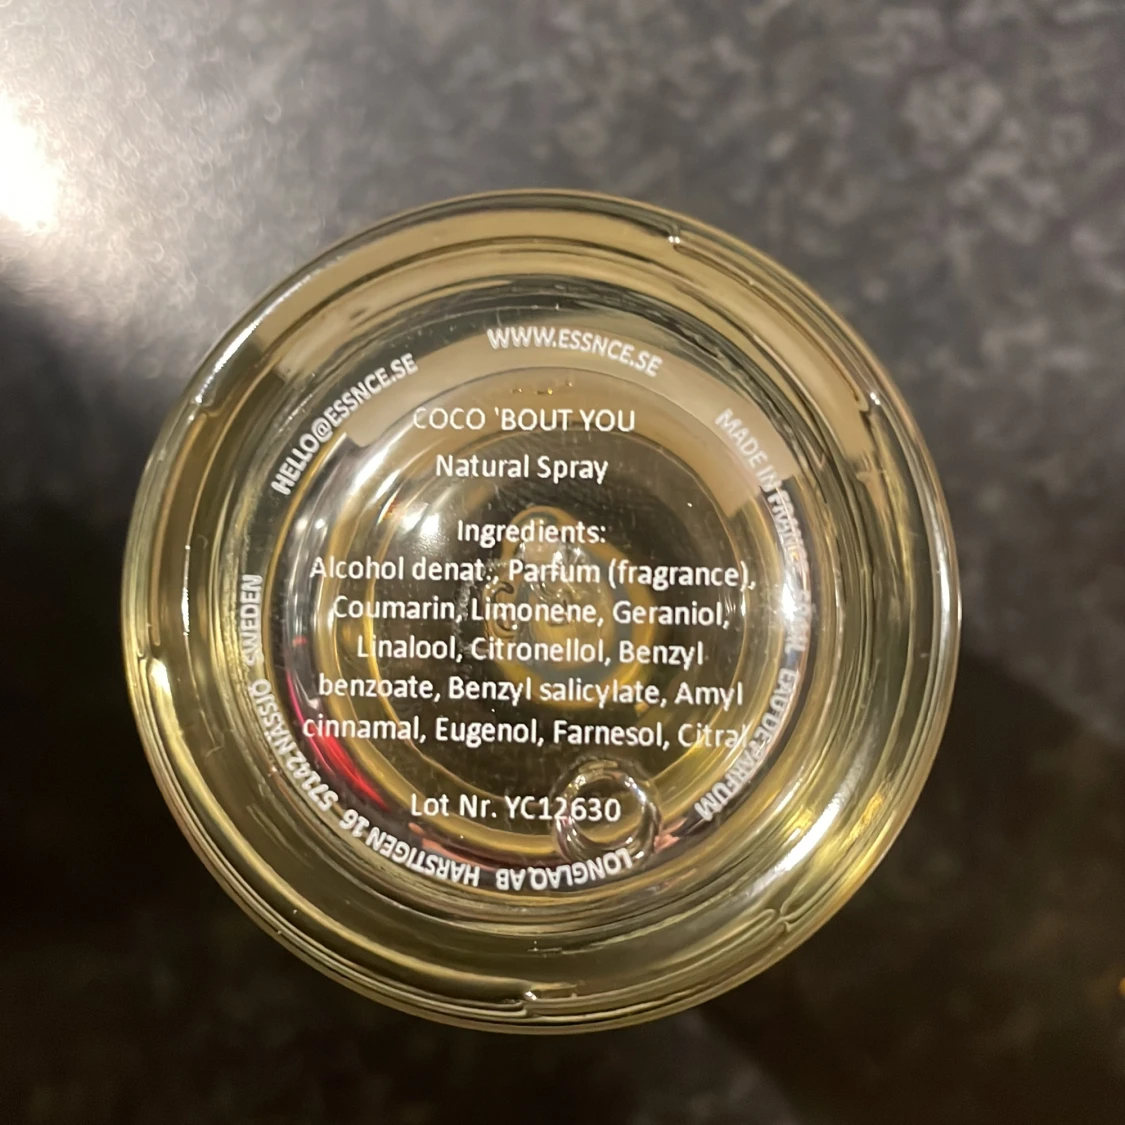 WWW.ESSNCE.SE
HELLO@ESSNCE.SE
COCO 'BOUT YOU
Natural Spray
Ingredients:
Alcohol denat., Parfum (fragrance),
Coumarin, Limonene, Geraniol,
Linalool, Citronellol, Benzyl
benzoate, Benzyl salicylate, Amyl
cinnamal, Eugenol, Farnesol, Citral
Lot Nr. YC12630
MADE IN FRANCE
EAU DE PARFUM
LONGLAQ AB HARSTIGEN 16 57142 NASSJO SWEDEN